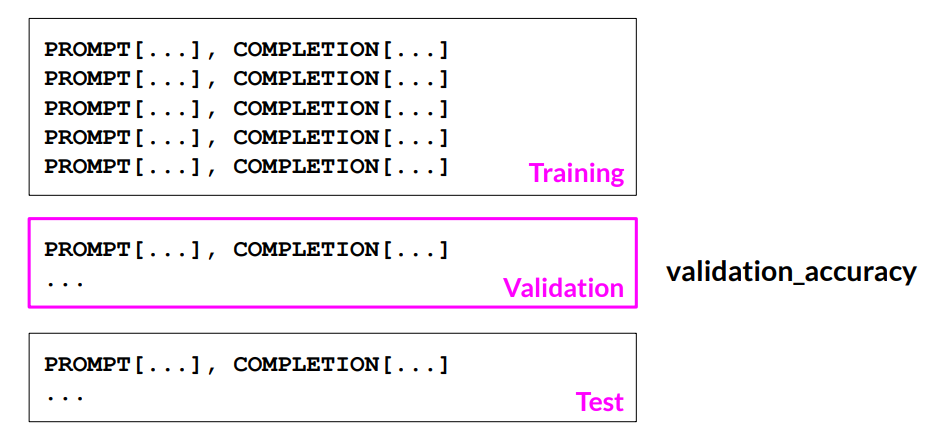 PROMPT[...], COMPLETION[...]
PROMPT[...], COMPLETION[...]
PROMPT[...], COMPLETION[...]
PROMPT[...], COMPLETION[...]
PROMPT[...], COMPLETION[...]
Training
PROMPT[...], COMPLETION[...]
...
Validation
validation_accuracy
PROMPT[...], COMPLETION[...]
...
Test